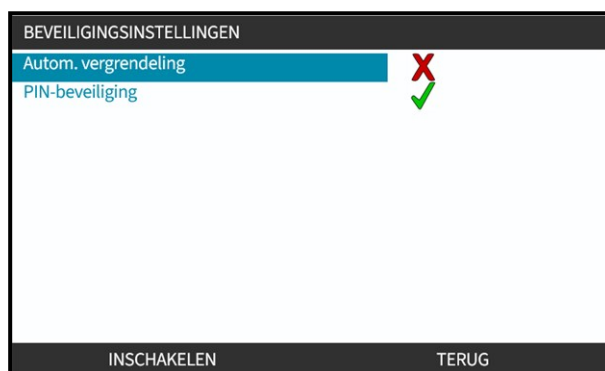 BEVEILIGINGSINSTELLINGEN
Autom. vergrendeling
PIN-beveiliging
INSCHAKELEN TERUG